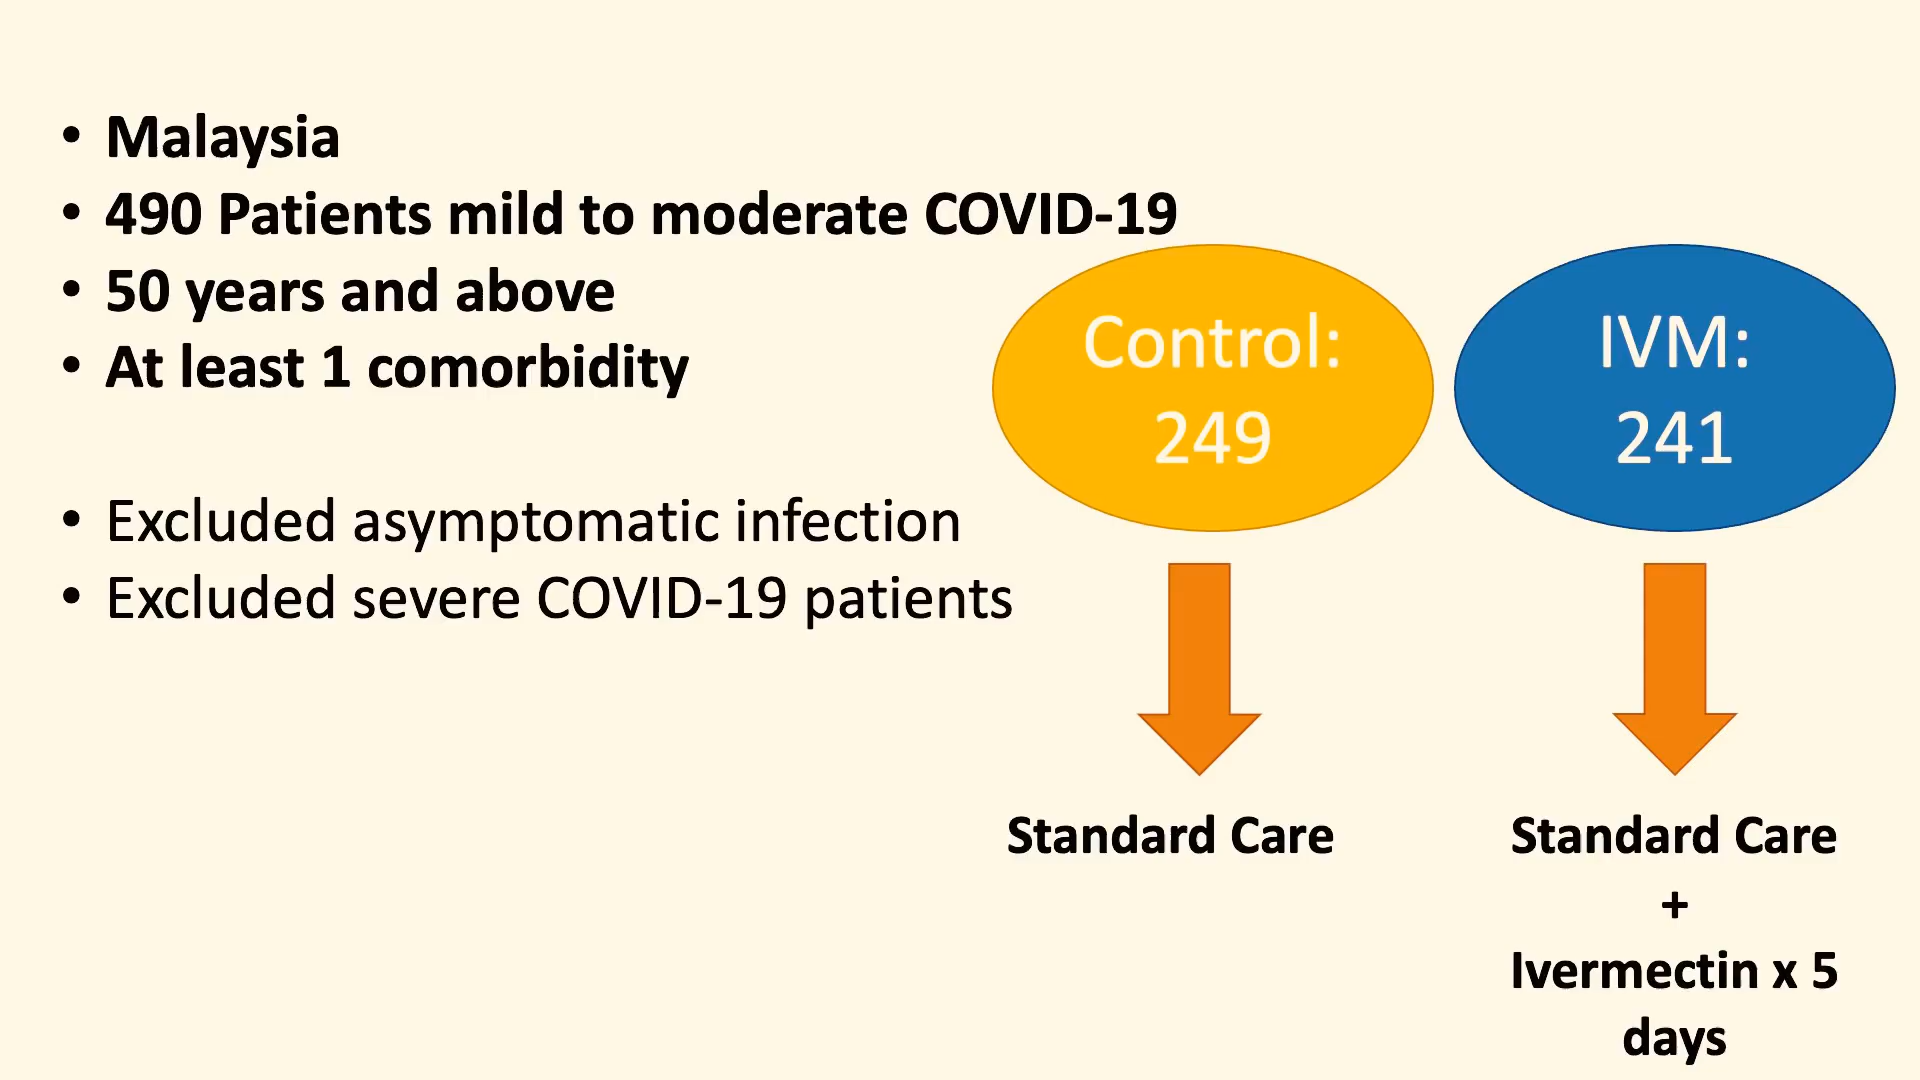 • Malaysia
• 490 Patients mild to moderate COVID-19
• 50 years and above
• At least 1 comorbidity
• Excluded asymptomatic infection
• Excluded severe COVID-19 patients
Control:
249
Standard Care
IVM:
241
Standard Care
+
Ivermectin x 5
days